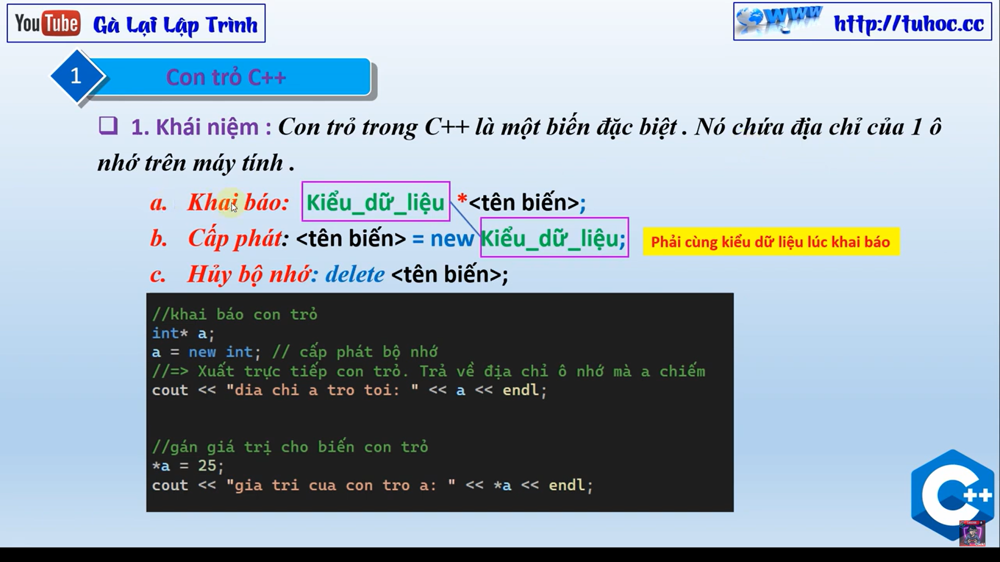 YouTube Gà Lại Lập Trình
http://tuhoc.cc
1 Con trỏ C++
1. Khái niệm : Con trỏ trong C++ là một biến đặc biệt . Nó chứa địa chỉ của 1 ô
nhớ trên máy tính .
a. Khai báo: Kiểu_dữ_liệu *<tên biến>;
b. Cấp phát: <tên biến> = new Kiểu_dữ_liệu; Phải cùng kiểu dữ liệu lúc khai báo
c. Hủy bộ nhớ: delete <tên biến>;
//khai báo con trỏ
int* a;
a = new int; // cấp phát bộ nhớ
//=> Xuất trực tiếp con trỏ. Trả về địa chỉ ô nhớ mà a chiếm
cout << "dia chi a tro toi: " << a << endl;
//gán giá trị cho biến con trỏ
*a = 25;
cout << "gia tri cua con tro a: " << *a << endl;
C++
SUBSCRIBE
Click!